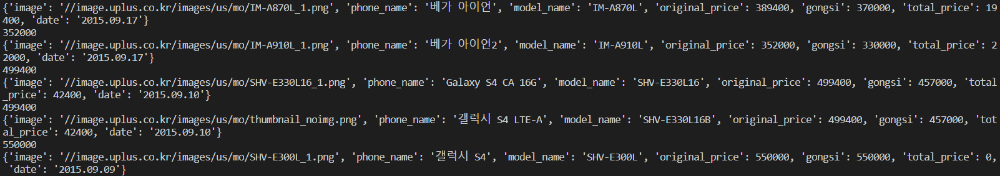 {'image': '//image.uplus.co.kr/images/us/mo/IM-A870L_1.png', 'phone_name': '베가 아이언', 'model_name': 'IM-A870L', 'original_price': 389400, 'gongsi': 370000, 'total_price': 19
400, 'date': '2015.09.17'}
352000
{'image': '//image.uplus.co.kr/images/us/mo/IM-A910L_1.png', 'phone_name': '베가 아이언2', 'model_name': 'IM-A910L', 'original_price': 352000, 'gongsi': 330000, 'total_price': 2
2000, 'date': '2015.09.17'}
499400
{'image': '//image.uplus.co.kr/images/us/mo/SHV-E330L16_1.png', 'phone_name': 'Galaxy S4 CA 16G', 'model_name': 'SHV-E330L16', 'original_price': 499400, 'gongsi': 457000, 'total
_price': 42400, 'date': '2015.09.10'}
499400
{'image': '//image.uplus.co.kr/images/us/mo/thumbnail_noimg.png', 'phone_name': '갤럭시 S4 LTE-A', 'model_name': 'SHV-E330L16B', 'original_price': 499400, 'gongsi': 457000, 'tot
al_price': 42400, 'date': '2015.09.10'}
550000
{'image': '//image.uplus.co.kr/images/us/mo/SHV-E300L_1.png', 'phone_name': '갤럭시 S4', 'model_name': 'SHV-E300L', 'original_price': 550000, 'gongsi': 550000, 'total_price': 0,
 'date': '2015.09.09'}